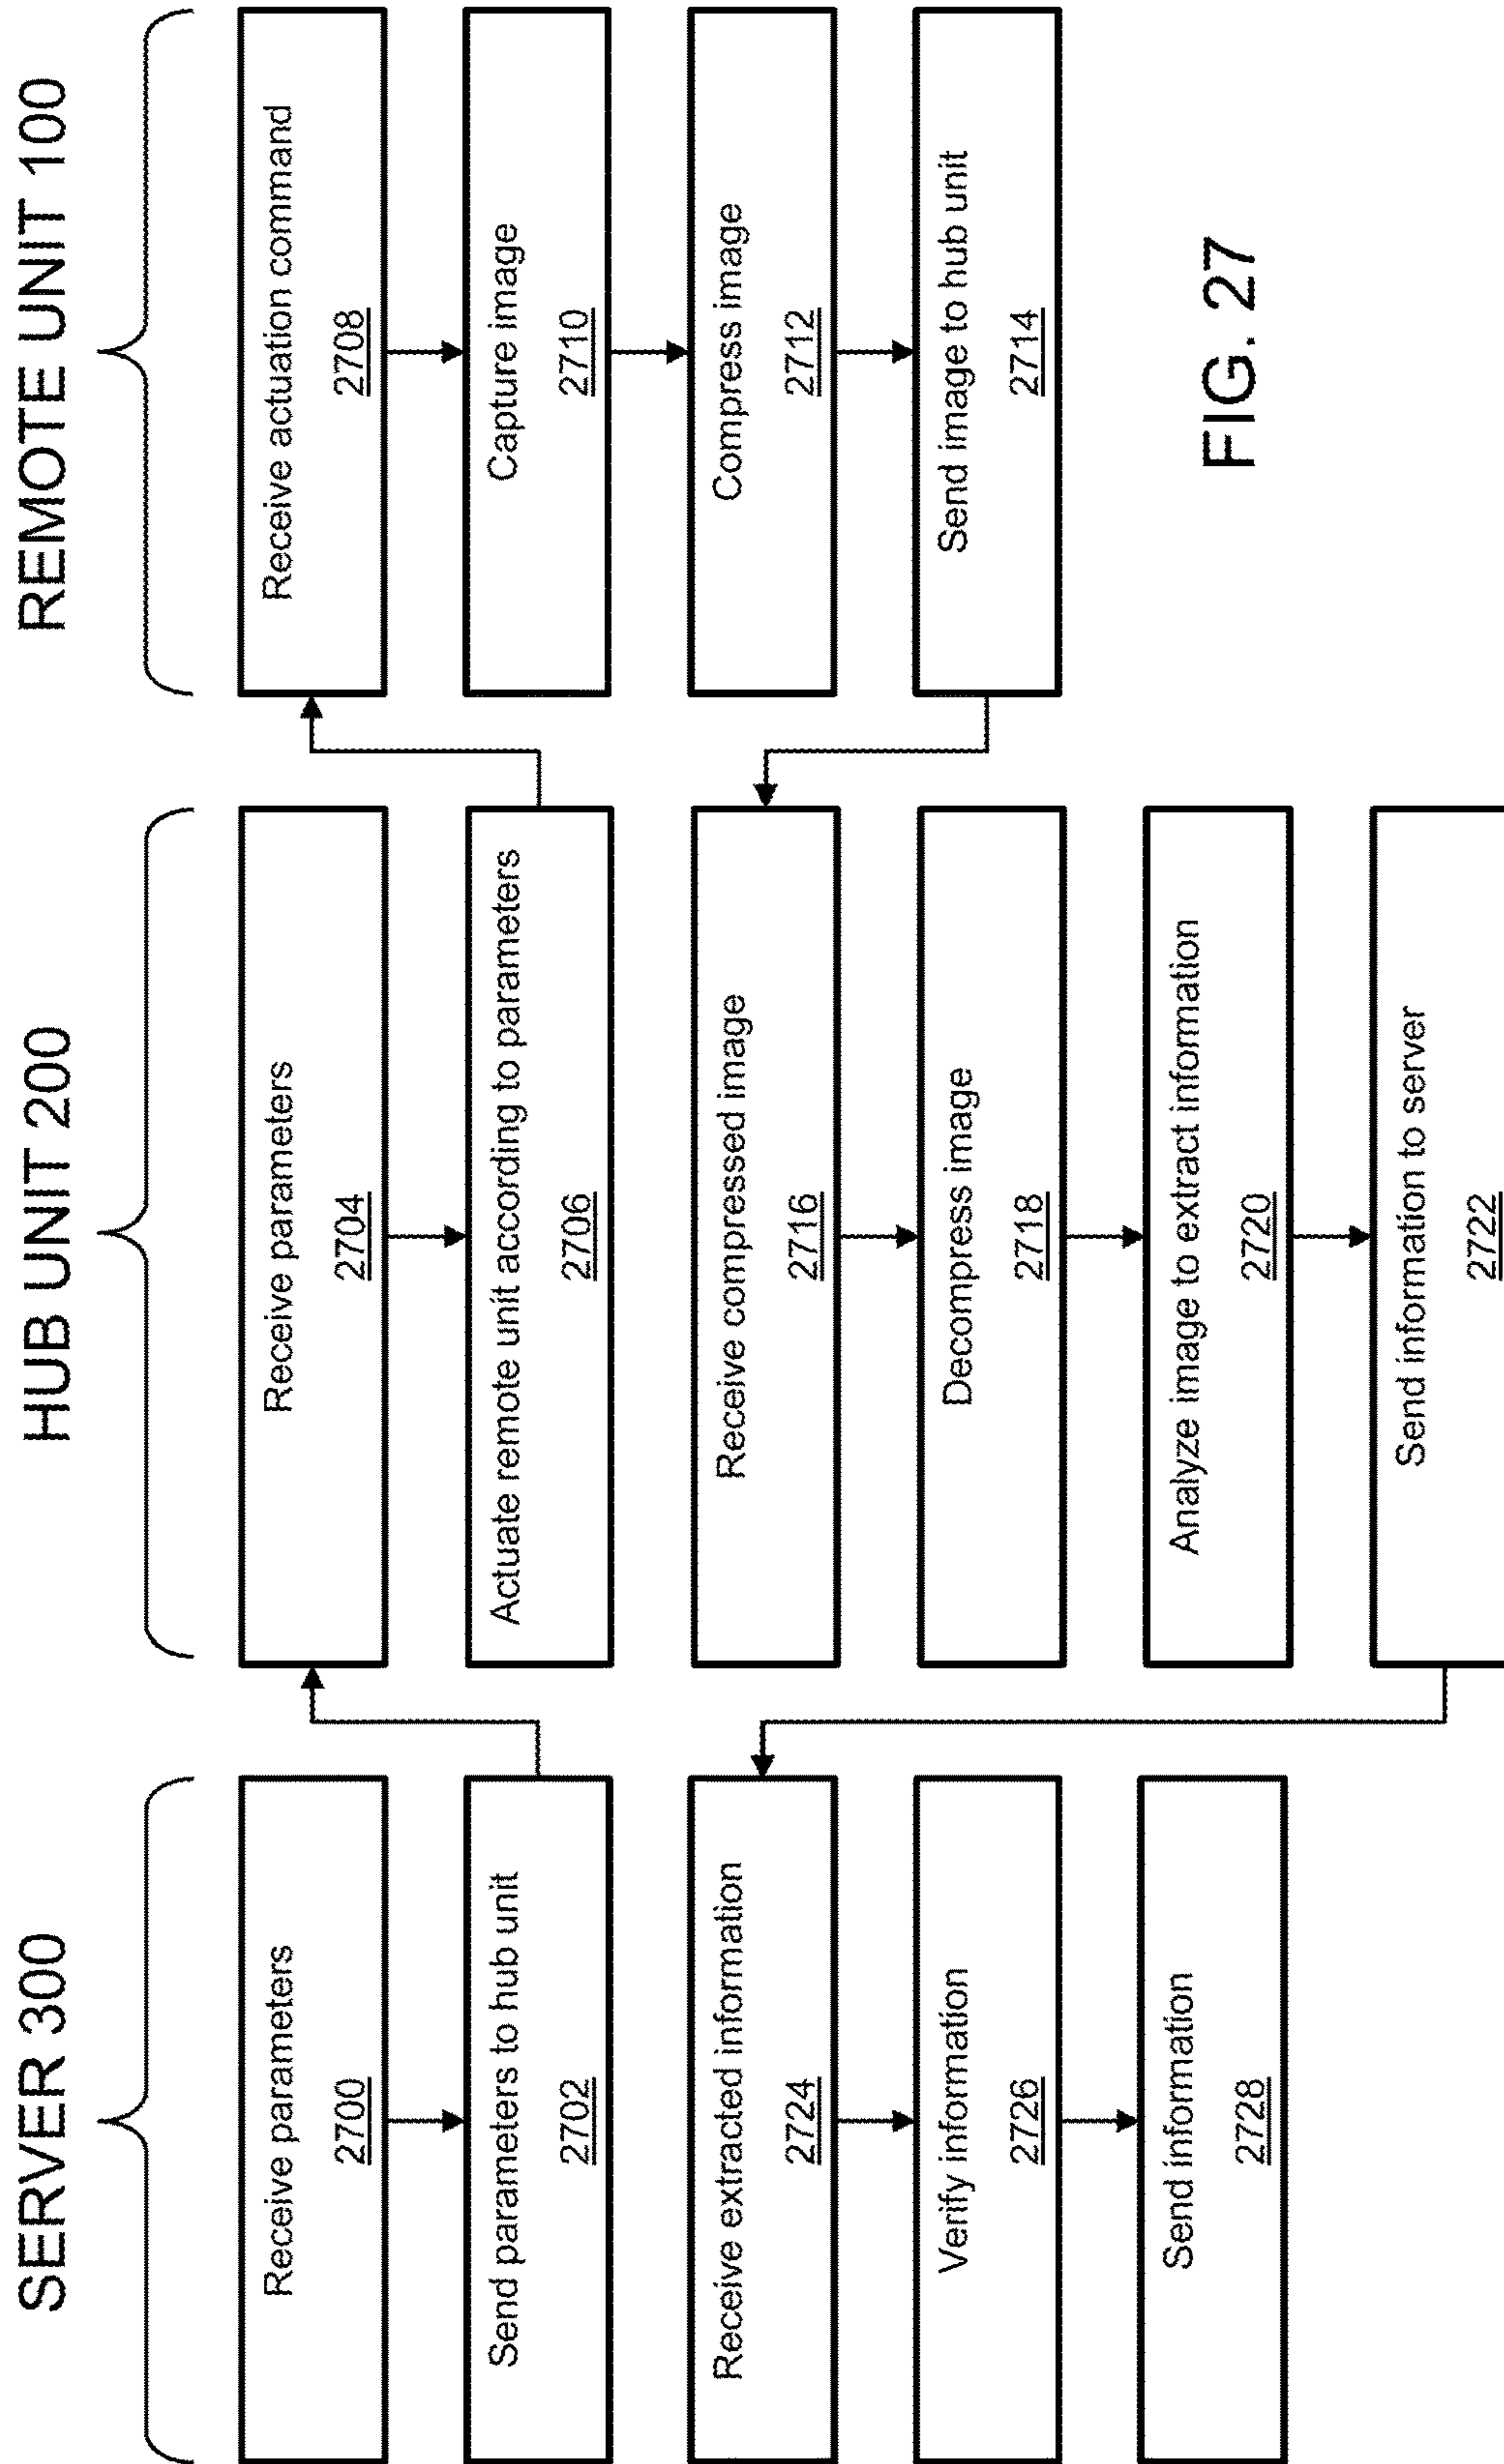 SERVER 300
Receive parameters
2700
Send parameters to hub unit
2702
Receive extracted information
2724
Verify information
2726
Send information
2728
HUB UNIT 200
Receive parameters
2704
Actuate remote unit according to parameters
2706
Receive compressed image
2716
Decompress image
2718
Analyze image to extract information
2720
Send information to server
2722
REMOTE UNIT 100
Receive actuation command
2708
Capture image
2710
Compress image
2712
Send image to hub unit
2714
FIG. 27